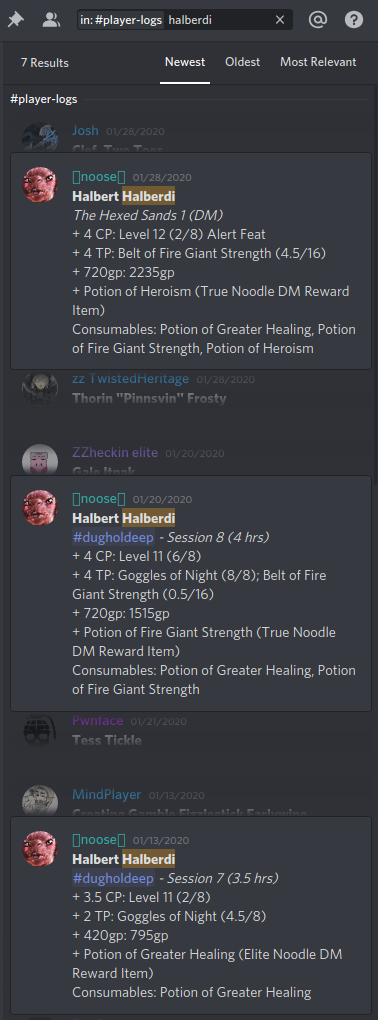 in: #player-logs halberdi
7 Results
Newest
Oldest
Most Relevant
#player-logs
Josh 01/28/2020
Clef, Two Toes
noose 01/28/2020
Halbert Halberdi
The Hexed Sands 1 (DM)
+ 4 CP: Level 12 (2/8) Alert Feat
+ 4 TP: Belt of Fire Giant Strength (4.5/16)
+ 720gp: 2235gp
+ Potion of Heroism (True Noodle DM Reward
Item)
Consumables: Potion of Greater Healing, Potion
of Fire Giant Strength, Potion of Heroism
zz TwistedHeritage 01/28/2020
Thorin "Pinnsvin" Frosty
ZZheckin elite 01/20/2020
Gale Itnak
noose 01/20/2020
Halbert Halberdi
#dugholdeep - Session 8 (4 hrs)
+ 4 CP: Level 11 (6/8)
+ 4 TP: Goggles of Night (8/8); Belt of Fire
Giant Strength (0.5/16)
+ 720gp: 1515gp
+ Potion of Fire Giant Strength (True Noodle
DM Reward Item)
Consumables: Potion of Greater Healing, Potion
of Fire Giant Strength
Pwnface 01/21/2020
Tess Tickle
MindPlayer 01/13/2020
Creating Gamble Fizzlestick
noose 01/13/2020
Halbert Halberdi
#dugholdeep - Session 7 (3.5 hrs)
+ 3.5 CP: Level 11 (2/8)
+ 2 TP: Goggles of Night (4.5/8)
+ 420gp: 795gp
+ Potion of Greater Healing (Elite Noodle DM
Reward Item)
Consumables: Potion of Greater Healing